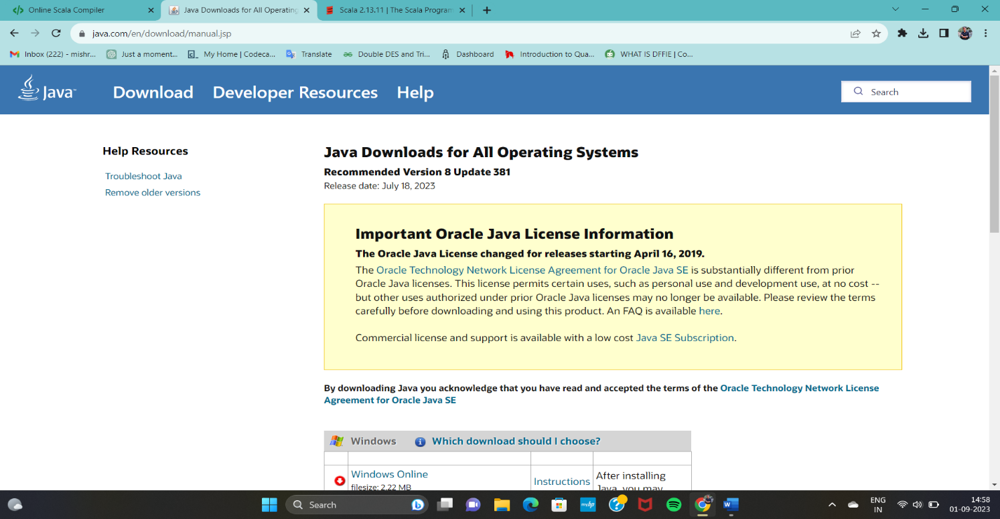 </> Online Scala Compiler
Java Downloads for All Operating
Scala 2.13.11 | The Scala Program
java.com/en/download/manual.jsp
Inbox (222) - mishr...
Just a moment...
My Home | Codeca...
Translate
Double DES and Tri...
Dashboard
Introduction to Qua...
WHAT IS DFFIE | Co...
Java
Download
Developer Resources
Help
Search
Help Resources
Troubleshoot Java
Remove older versions
Java Downloads for All Operating Systems
Recommended Version 8 Update 381
Release date: July 18, 2023
Important Oracle Java License Information
The Oracle Java License changed for releases starting April 16, 2019.
The Oracle Technology Network License Agreement for Oracle Java SE is substantially different from prior
Oracle Java licenses. This license permits certain uses, such as personal use and development use, at no cost --
but other uses authorized under prior Oracle Java licenses may no longer be available. Please review the terms
carefully before downloading and using this product. An FAQ is available here.
Commercial license and support is available with a low cost Java SE Subscription.
By downloading Java you acknowledge that you have read and accepted the terms of the Oracle Technology Network License
Agreement for Oracle Java SE
Windows
Which download should I choose?
Windows Online
filesize: 2.22 MB
Instructions
After installing
Java, you may
Search
myhp
ENG
IN
14:58
01-09-2023